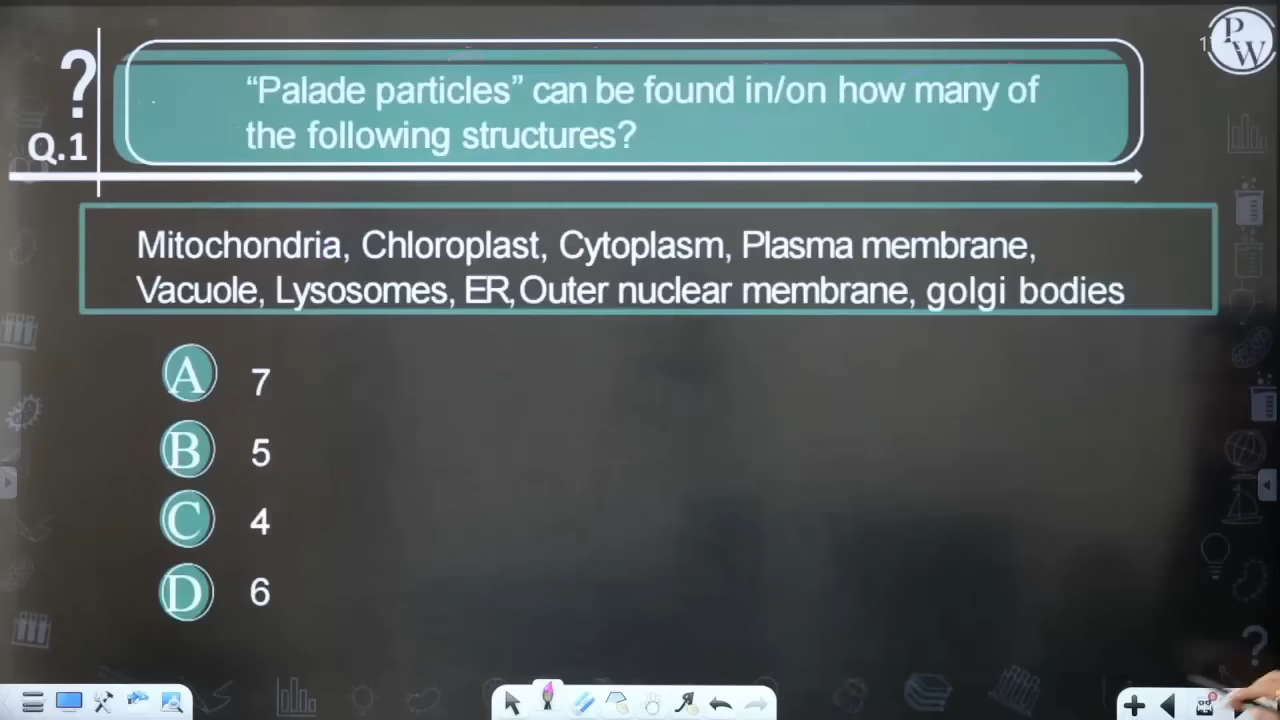 ?
Q.1
“Palade particles” can be found in/on how many of
the following structures?
PW
Mitochondria, Chloroplast, Cytoplasm, Plasma membrane,
Vacuole, Lysosomes, ER, Outer nuclear membrane, golgi bodies
A 7
B 5
C 4
D 6